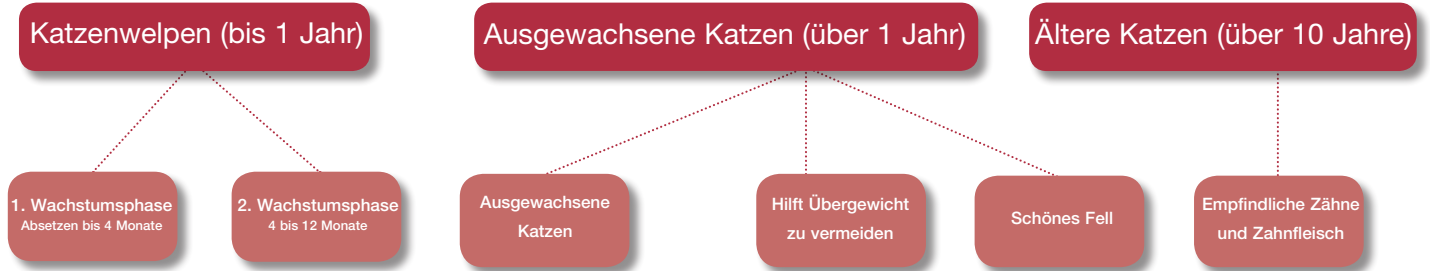 Katzenwelpen (bis 1 Jahr)
Ausgewachsene Katzen (über 1 Jahr)
Ältere Katzen (über 10 Jahre)
1. Wachstumsphase
Absetzen bis 4 Monate
2. Wachstumsphase
4 bis 12 Monate
Ausgewachsene
Katzen
Hilft Übergewicht
zu vermeiden
Schönes Fell
Empfindliche Zähne
und Zahnfleisch